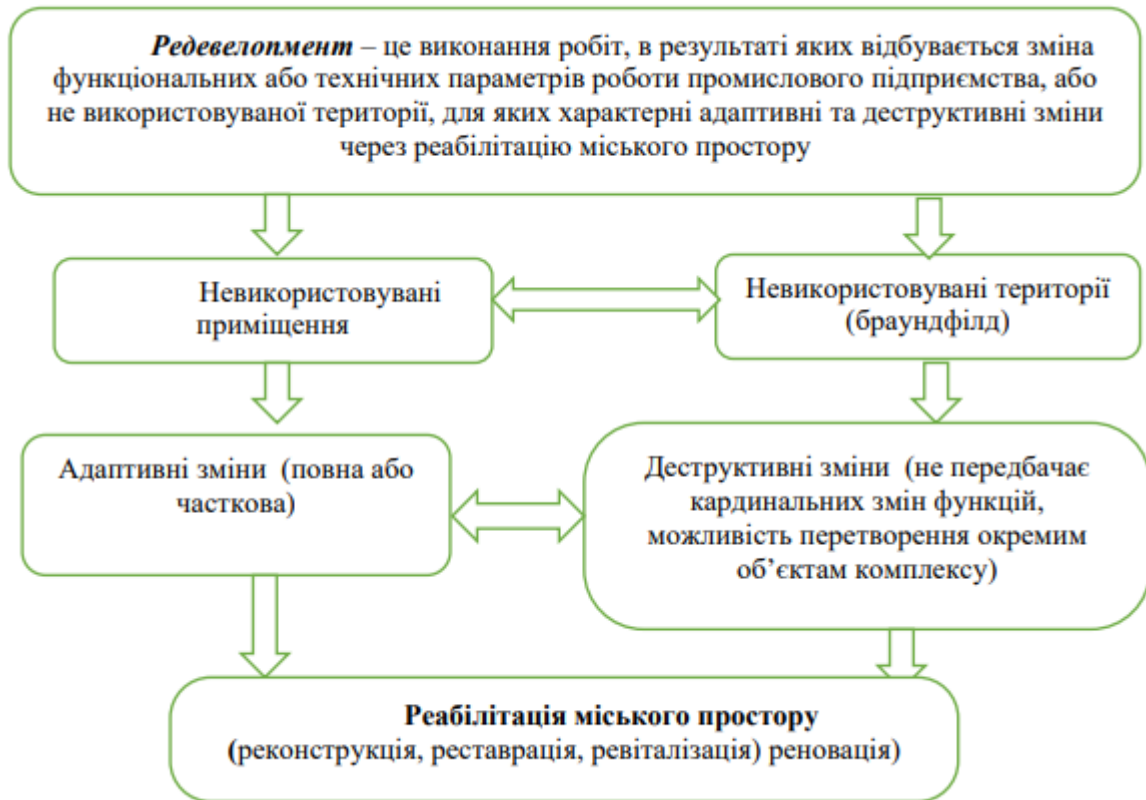 Редевелопмент – це виконання робіт, в результаті яких відбувається зміна
функціональних або технічних параметрів роботи промислового підприємства, або
не використовуваної території, для яких характерні адаптивні та деструктивні зміни
через реабілітацію міського простору
Невикористовувані
приміщення
Невикористовувані території
(браундфілд)
Адаптивні зміни (повна або
часткова)
Деструктивні зміни (не передбачає
кардинальних змін функцій,
можливість перетворення окремим
об’єктам комплексу)
Реабілітація міського простору
(реконструкція, реставрація, ревіталізація) реновація)